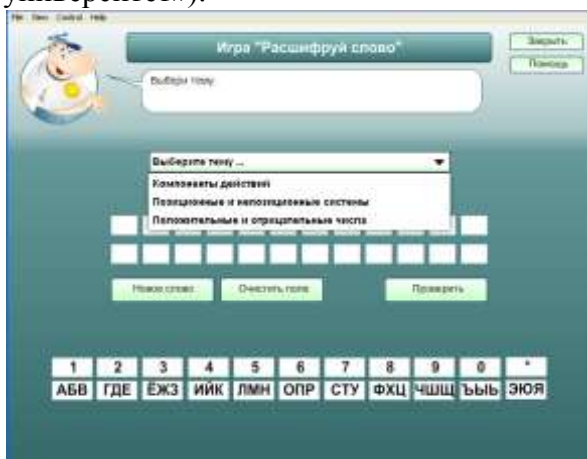 универентом»).
File View Control Help
Игра "Расшифруй слово"
Закрыть
Помощь
Выбери тему
Выберите тему ...
Компоненты действий
Позиционные и непозиционные системы
Положительные и отрицательные числа
Новое слово Очистить поле Проверить
1 2 3 4 5 6 7 8 9 0 *
АБВ ГДЕ ЁЖЗ ИЙК ЛМН ОПР СТУ ФХЦ ЧШЩ ЪЫЬ ЭЮЯ